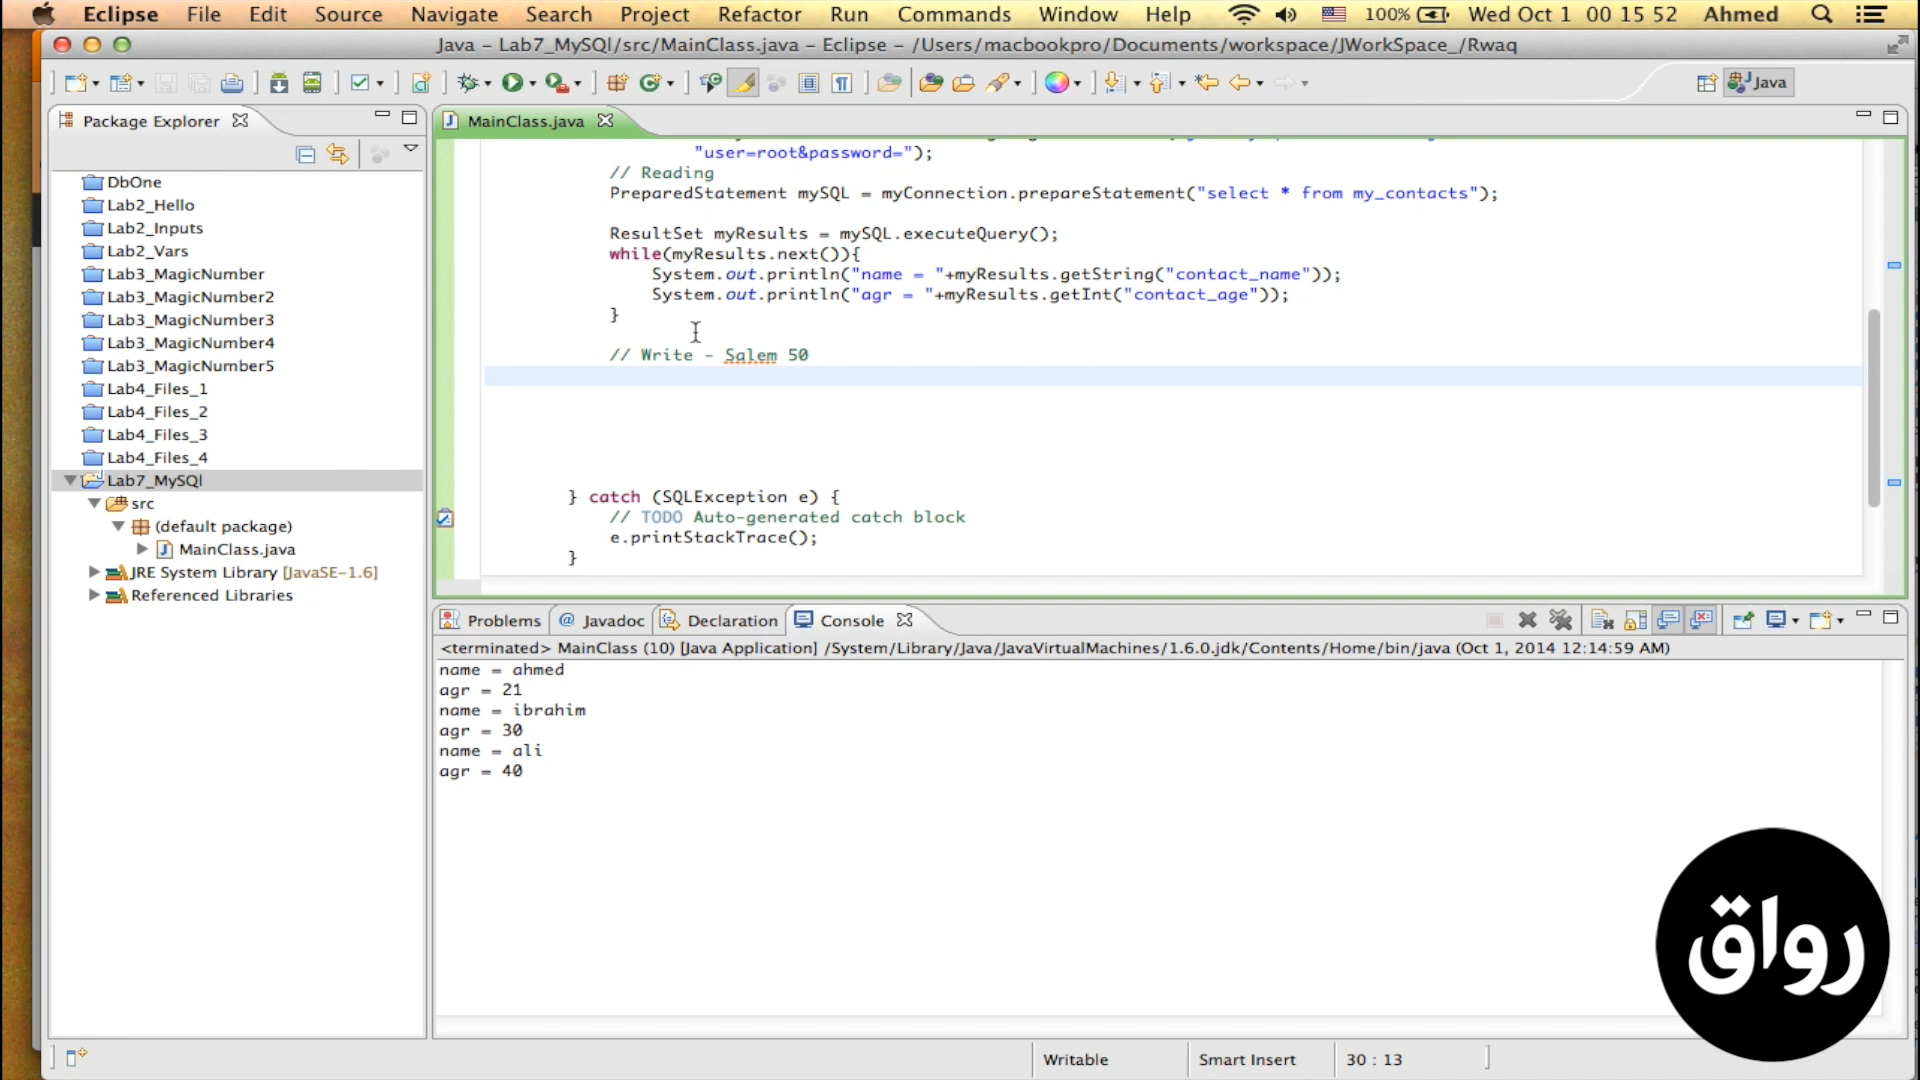 Eclipse File Edit Source Navigate Search Project Refactor Run Commands Window Help 100% Wed Oct 1 00 15 52 Ahmed
Java – Lab7_MySQl/src/MainClass.java – Eclipse – /Users/macbookpro/Documents/workspace/JWorkSpace_/Rwaq
Java
Package Explorer
DbOne
Lab2_Hello
Lab2_Inputs
Lab2_Vars
Lab3_MagicNumber
Lab3_MagicNumber2
Lab3_MagicNumber3
Lab3_MagicNumber4
Lab3_MagicNumber5
Lab4_Files_1
Lab4_Files_2
Lab4_Files_3
Lab4_Files_4
Lab7_MySQl
src
(default package)
MainClass.java
JRE System Library [JavaSE-1.6]
Referenced Libraries
MainClass.java
"user=root&password=");
// Reading
PreparedStatement mySQL = myConnection.prepareStatement("select * from my_contacts");
ResultSet myResults = mySQL.executeQuery();
while(myResults.next()){
System.out.println("name = "+myResults.getString("contact_name"));
System.out.println("agr = "+myResults.getInt("contact_age"));
}
// Write - Salem 50
} catch (SQLException e) {
// TODO Auto-generated catch block
e.printStackTrace();
}
Problems @ Javadoc Declaration Console
<terminated> MainClass (10) [Java Application] /System/Library/Java/JavaVirtualMachines/1.6.0.jdk/Contents/Home/bin/java (Oct 1, 2014 12:14:59 AM)
name = ahmed
agr = 21
name = ibrahim
agr = 30
name = ali
agr = 40
رواق
Writable Smart Insert 30 : 13